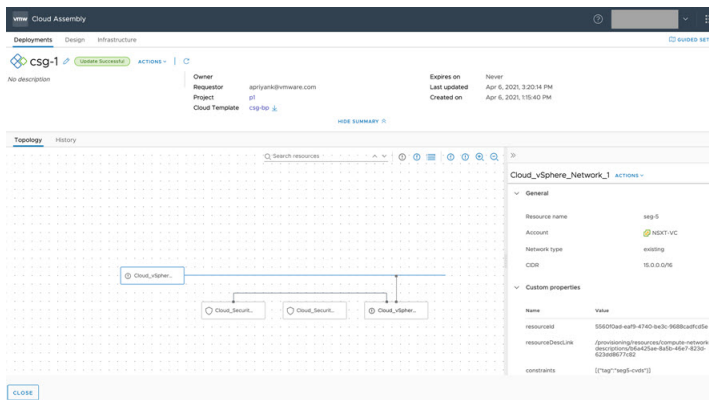 vmw Cloud Assembly
Deployments Design Infrastructure
GUIDED SET
csg-1 Update Successful ACTIONS
No description
Owner
Requestor apriyank@vmware.com
Project p1
Cloud Template csg-bp
Expires on Never
Last updated Apr 6, 2021, 3:20:14 PM
Created on Apr 6, 2021, 1:15:40 PM
HIDE SUMMARY
Topology History
Search resources
Cloud_vSpher...
Cloud_Securit...
Cloud_Securit...
Cloud_vSpher...
Cloud_vSphere_Network_1 ACTIONS
General
Resource name seg-5
Account NSXT-VC
Network type existing
CIDR 15.0.0.0/16
Custom properties
Name Value
resourceId 5560f0ad-eaf9-4740-be3c-9688cadfcd5e
resourceDescLink /provisioning/resources/compute-network
descriptions/b6a425ae-8a5b-46e7-823d-
623dd8677c82
constraints [{"tag":"seg5-cvds"}]
CLOSE